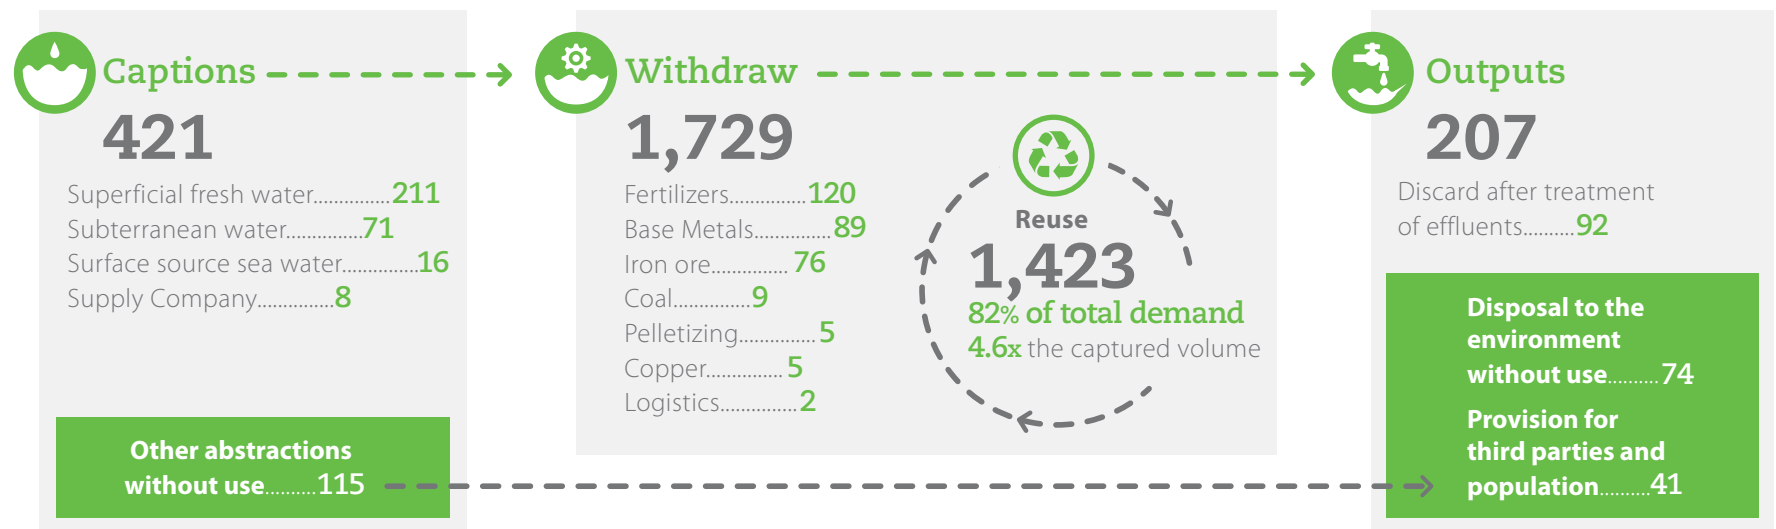 Captions
421
Superficial fresh water...............211
Subterranean water...............71
Surface source sea water...............16
Supply Company...............8
Other abstractions
without use..........115
Withdraw
1,729
Fertilizers...............120
Base Metals...............89
Iron ore...............76
Coal...............9
Pelletizing...............5
Copper...............5
Logistics...............2
Reuse
1,423
82% of total demand
4.6x the captured volume
Outputs
207
Discard after treatment
of effluents..........92
Disposal to the
environment
without use..........74
Provision for
third parties and
population..........41